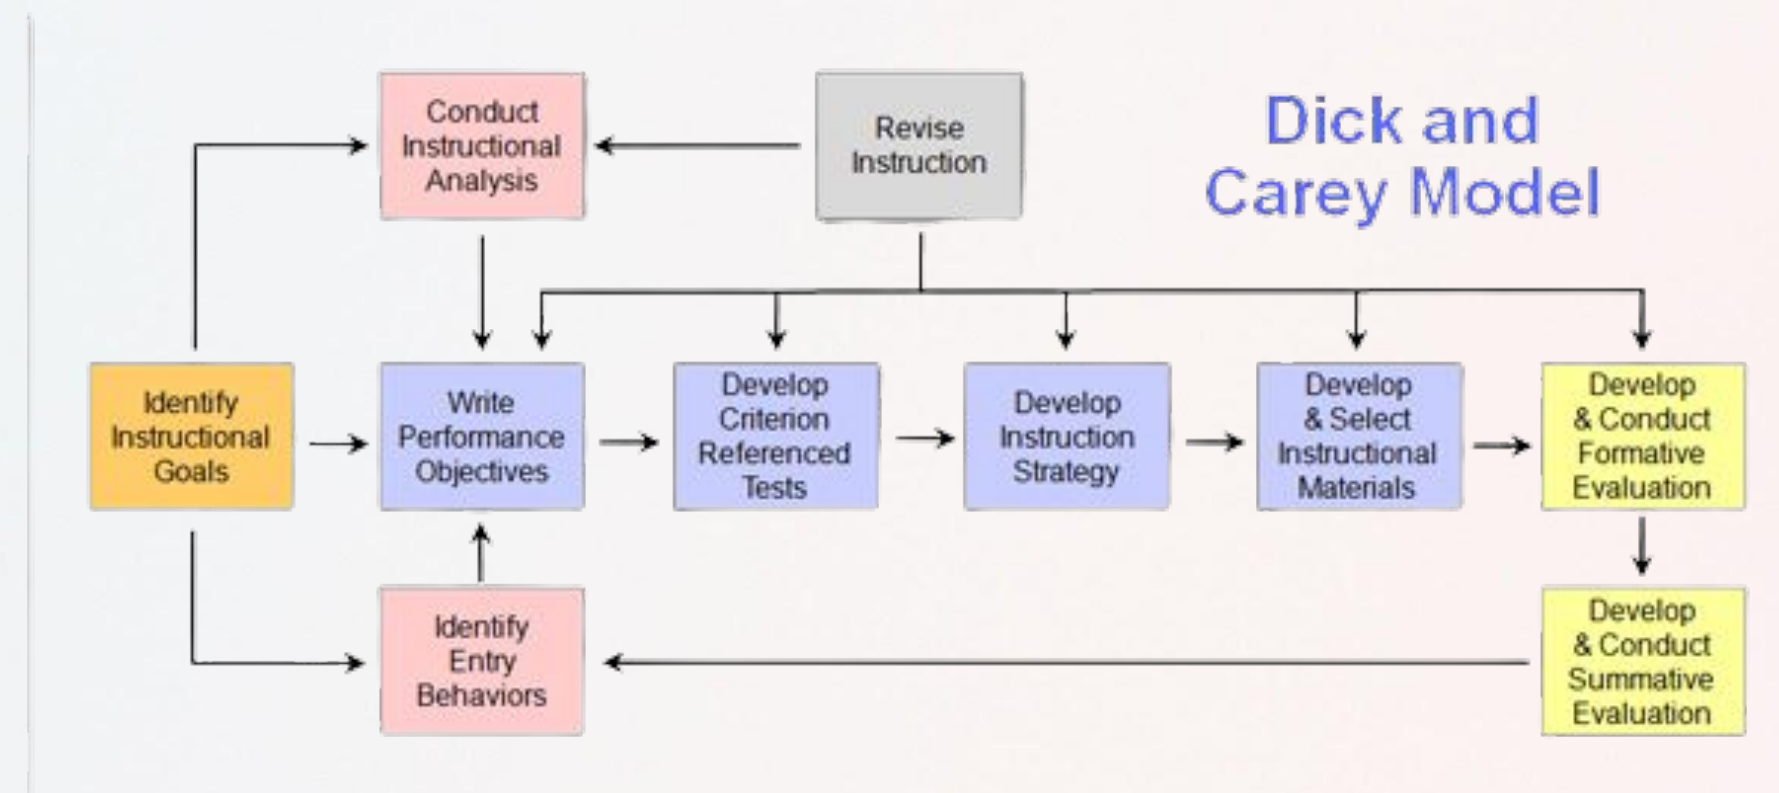 Conduct
Instructional
Analysis
Revise
Instruction
Dick and
Carey Model
Identify
Instructional
Goals
Write
Performance
Objectives
Develop
Criterion
Referenced
Tests
Develop
Instruction
Strategy
Develop
& Select
Instructional
Materials
Develop
& Conduct
Formative
Evaluation
Identify
Entry
Behaviors
Develop
& Conduct
Summative
Evaluation